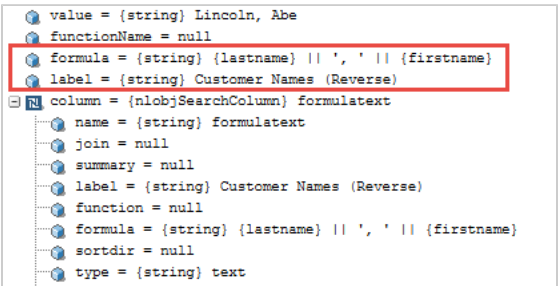 value = {string} Lincoln, Abe
functionName = null
formula = {string} {lastname} || ', ' || {firstname}
label = {string} Customer Names (Reverse)
column = {nlobjSearchColumn} formulatext
name = {string} formulatext
join = null
summary = null
label = {string} Customer Names (Reverse)
function = null
formula = {string} {lastname} || ', ' || {firstname}
sortdir = null
type = {string} text